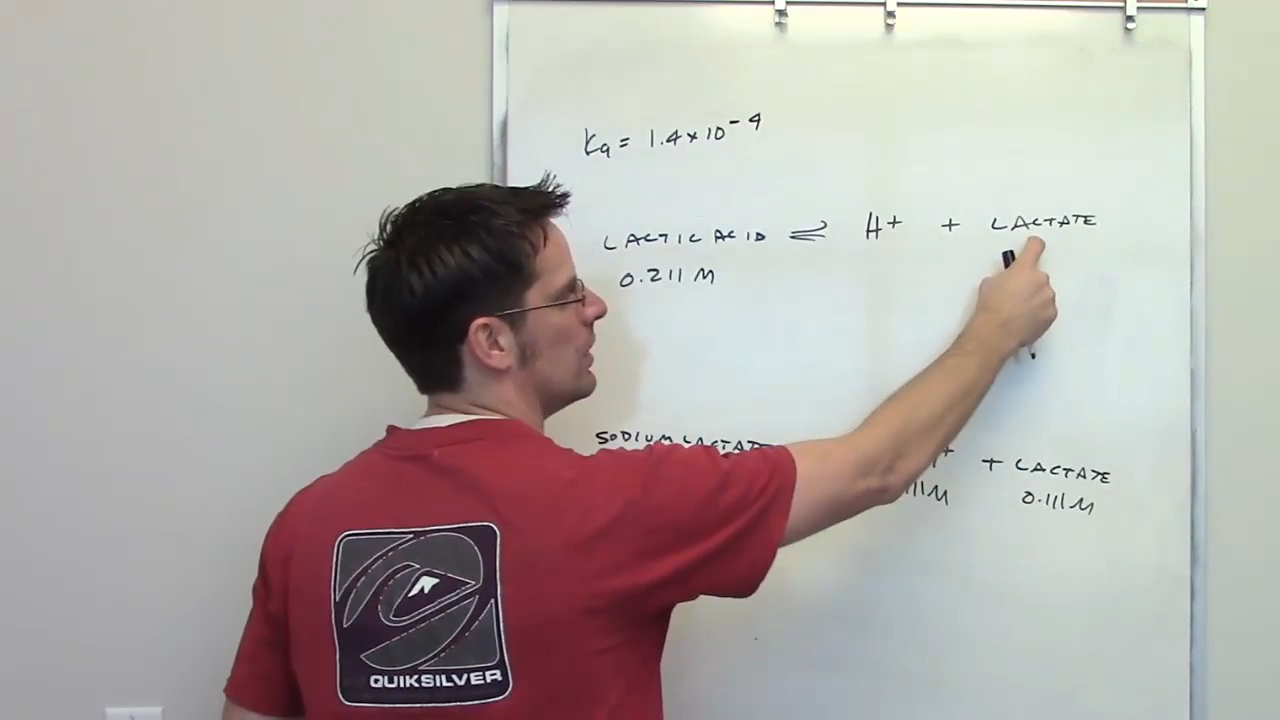 Ka = 1.4 x 10⁻⁴
LACTIC ACID ⇌ H⁺ + LACTATE
0.211 M
SODIUM LACTATE + LACTATE
0.111 M
QUIKSILVER